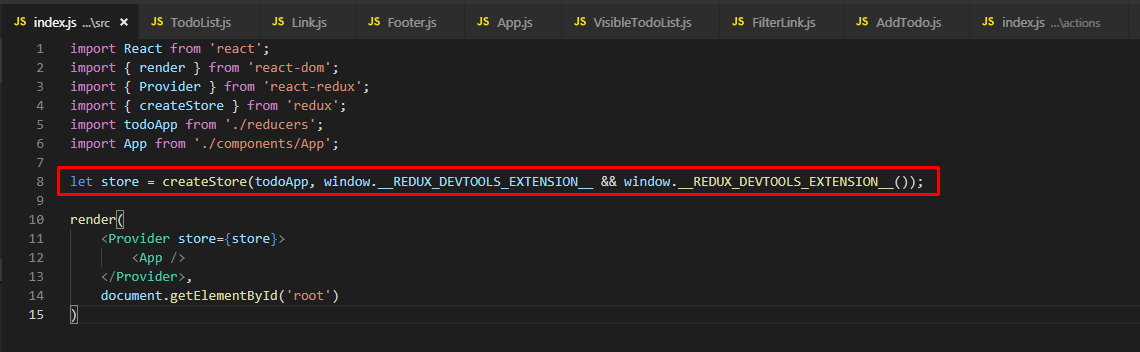 JS index.js ...\src × JS TodoList.js JS Link.js JS Footer.js JS App.js JS VisibleTodoList.js JS FilterLink.js JS AddTodo.js JS index.js ...\actions
1 import React from 'react';
2 import { render } from 'react-dom';
3 import { Provider } from 'react-redux';
4 import { createStore } from 'redux';
5 import todoApp from './reducers';
6 import App from './components/App';
7
8 let store = createStore(todoApp, window.__REDUX_DEVTOOLS_EXTENSION__ && window.__REDUX_DEVTOOLS_EXTENSION__());
9
10 render(
11     <Provider store={store}>
12         <App />
13     </Provider>,
14     document.getElementById('root')
15 )